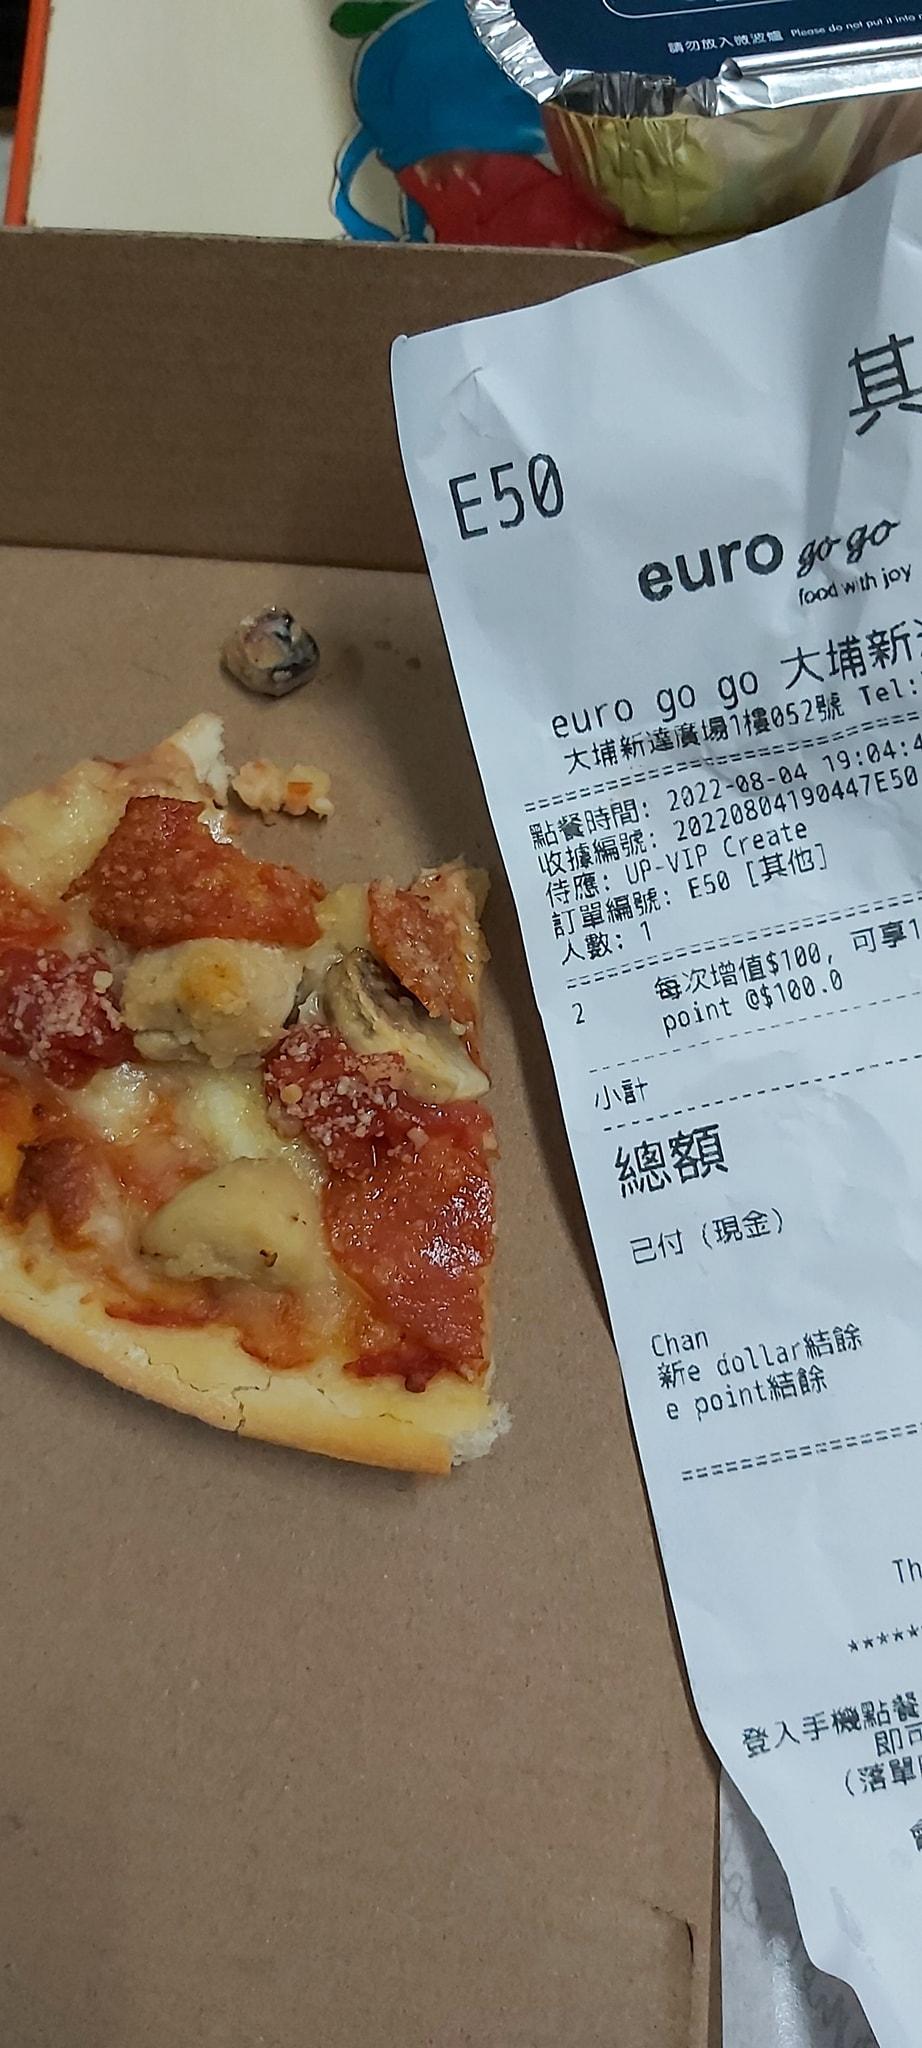 請勿放入微波爐 Please do not put it into
其
E50
euro go go
food with joy
euro go go 大埔新
大埔新達廣場1樓052號 Tel:
點餐時間: 2022-08-04 19:04:4
收據編號: 20220804190447E50
侍應: UP-VIP Create
訂單編號: E50 [其他]
人數: 1
2 每次增值$100, 可享1
point @$100.0
小計
總額
己付 (現金)
Chan
新e dollar結餘
e point結餘
Th
*****
登入手機點餐
即可
(落單